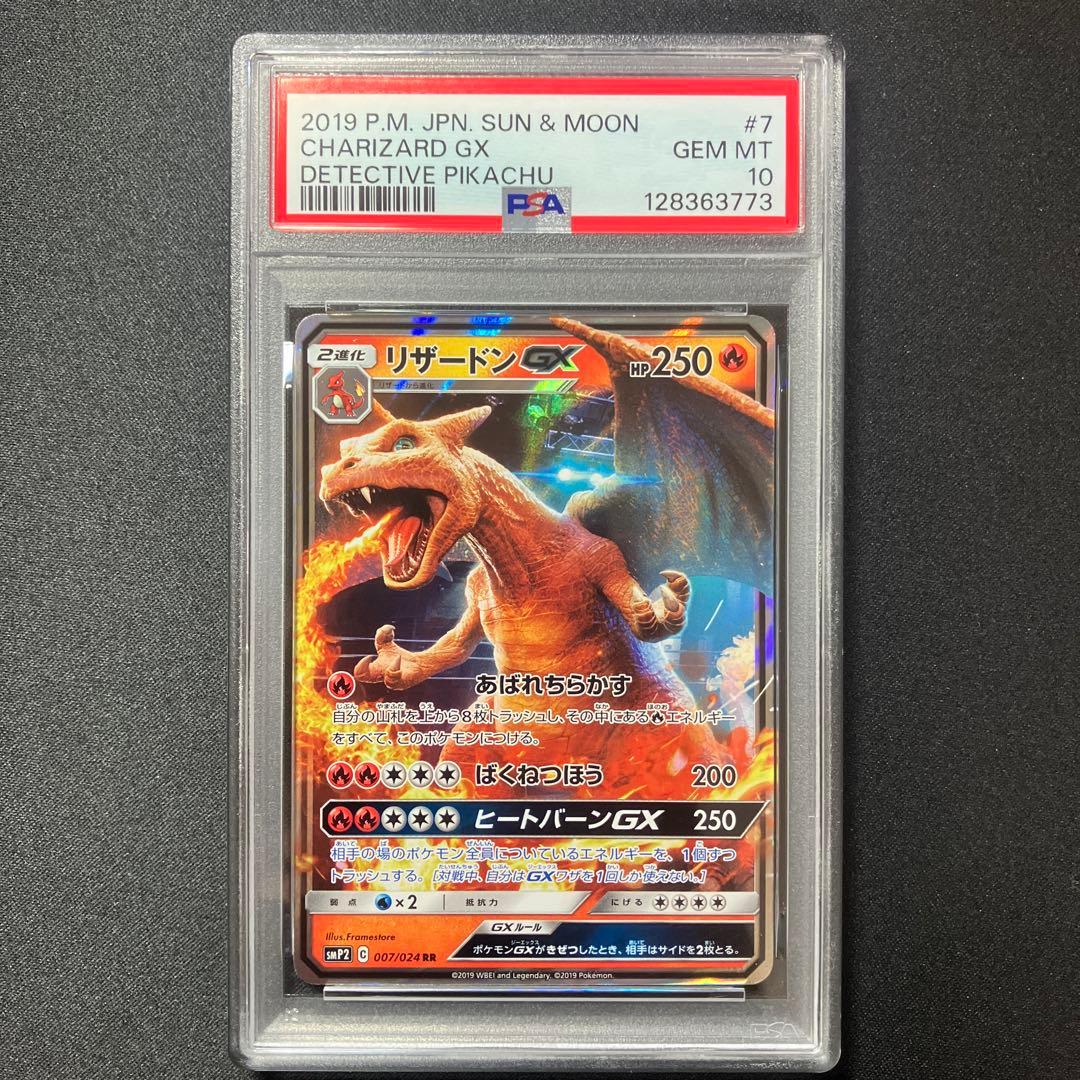 2019 P.M. JPN. SUN & MOON #7
CHARIZARD GX GEM MT
DETECTIVE PIKACHU 10
PSA 128363773
2進化 リザードンGX HP250
リザードから進化
あばれちらかす
自分の山札を上から8枚トラッシュし、その中にあるエネルギー
をすべて、このポケモンにつける。
ばくねつほう 200
ヒートバーンGX 250
相手の場のポケモン全員についているエネルギーを、1個ずつ
トラッシュする。[対戦中、自分はGXワザを1回しか使えない。]
弱点 ×2 抵抗力 にげる
GXルール
Illus.Framestore
ポケモンGXがきぜつしたとき、相手はサイドを2枚とる。
SMP2 C 007/024 RR
©2019 WBEI and Legendary. ©2019 Pokémon.
PSA